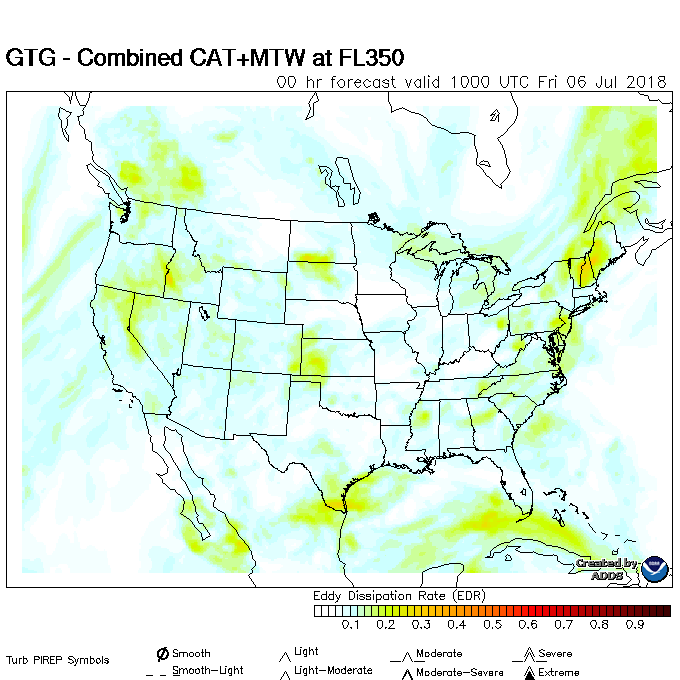 GTG - Combined CAT+MTW at FL350
00 hr forecast valid 1000 UTC Fri 06 Jul 2018
Created by
ADDS
NOAA
Eddy Dissipation Rate (EDR)
0.1 0.2 0.3 0.4 0.5 0.6 0.7 0.8 0.9
Turb PIREP Symbols
Smooth Light Moderate Severe
Smooth-Light Light-Moderate Moderate-Severe Extreme